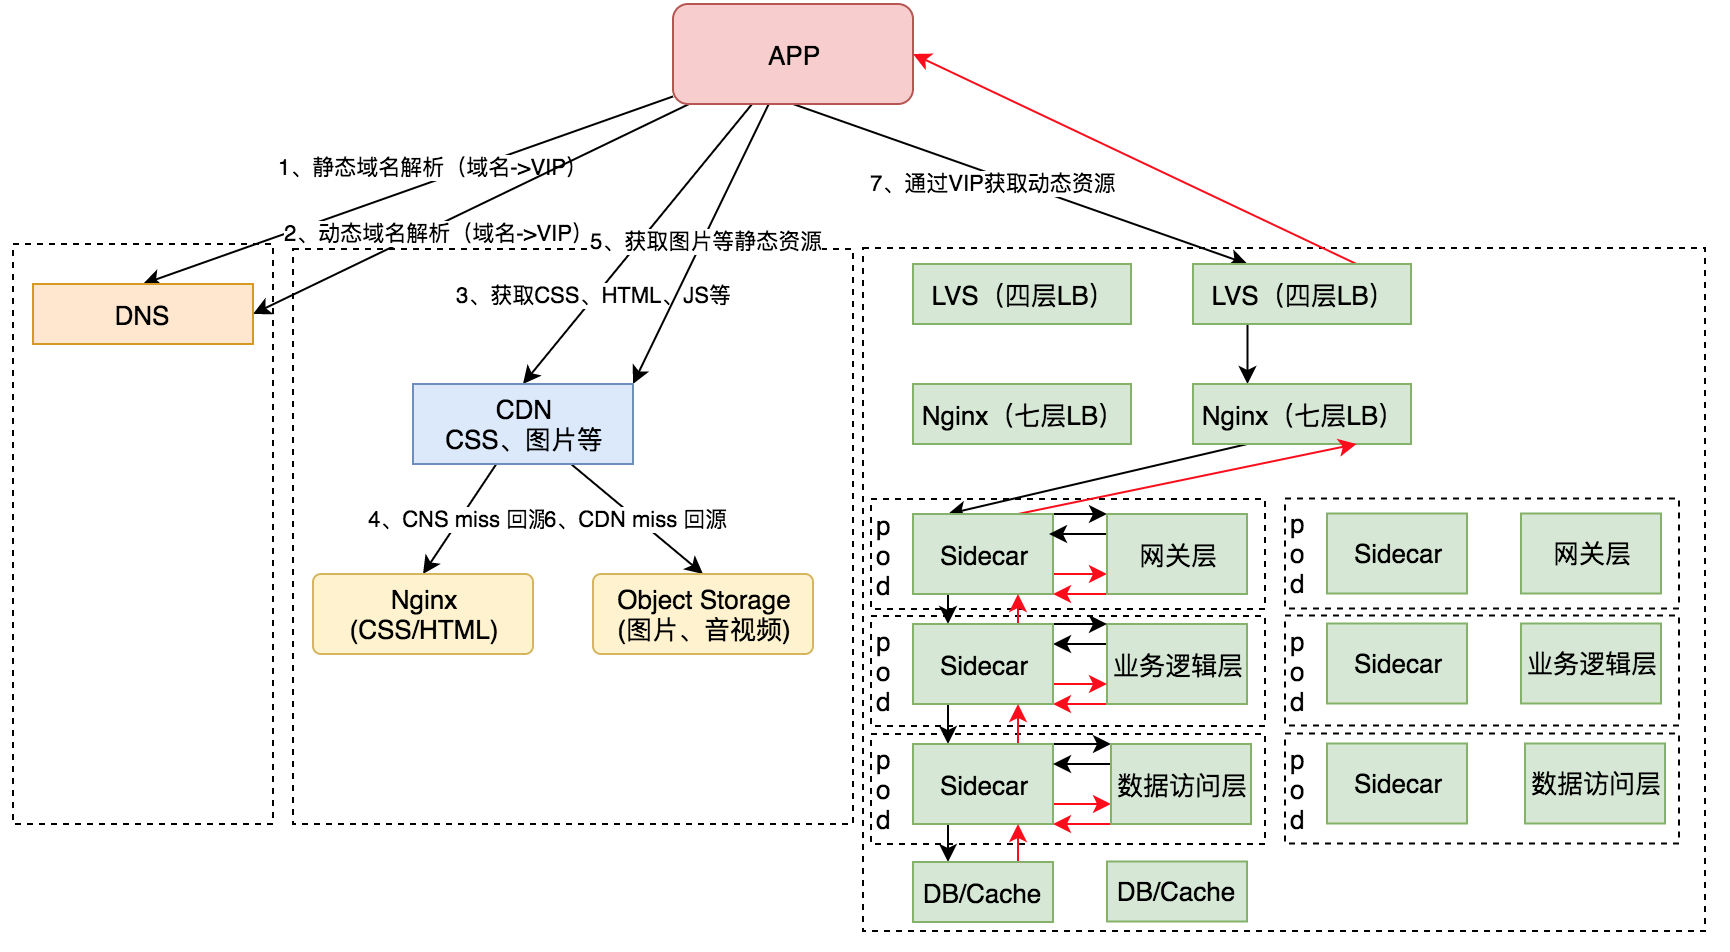 APP
1、静态域名解析（域名->VIP）
7、通过VIP获取动态资源
2、动态域名解析（域名->VIP）
5、获取图片等静态资源
3、获取CSS、HTML、JS等
DNS
LVS（四层LB）
LVS（四层LB）
CDN
CSS、图片等
Nginx（七层LB）
Nginx（七层LB）
4、CNS miss 回源
6、CDN miss 回源
Nginx
(CSS/HTML)
Object Storage
(图片、音视频)
pod
Sidecar
网关层
pod
Sidecar
网关层
pod
Sidecar
业务逻辑层
pod
Sidecar
业务逻辑层
pod
Sidecar
数据访问层
pod
Sidecar
数据访问层
DB/Cache
DB/Cache